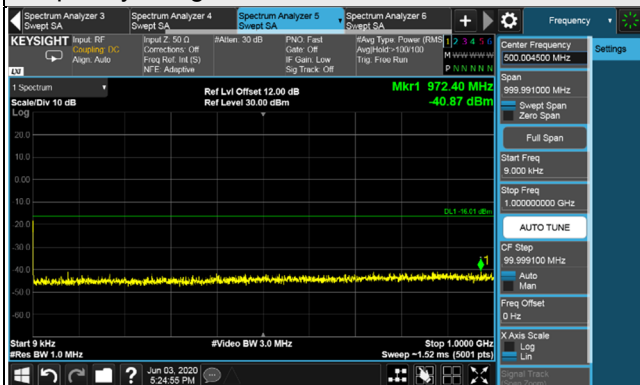 Spectrum Analyzer 3
Swept SA
Spectrum Analyzer 4
Swept SA
Spectrum Analyzer 5
Swept SA
Spectrum Analyzer 6
Swept SA
+
Frequency
KEYSIGHT
Input: RF
Coupling: DC
Align: Auto
Input Z: 50 Ω
Corrections: Off
Freq Ref: Int (S)
NFE: Adaptive
#Atten: 30 dB
PNO: Fast
Gate: Off
IF Gain: Low
Sig Track: Off
#Avg Type: Power (RMS
Avg|Hold:>100/100
Trig: Free Run
1 2 3 4 5 6
M W W W W W
P N N N N N
LXI
1 Spectrum
Scale/Div 10 dB
Log
Ref Lvl Offset 12.00 dB
Ref Level 30.00 dBm
Mkr1 972.40 MHz
-40.87 dBm
20.0
10.0
0.00
-10.0
DL1 -16.01 dBm
-20.0
-30.0
-40.0
-50.0
-60.0
1
Start 9 kHz
#Res BW 1.0 MHz
#Video BW 3.0 MHz
Stop 1.0000 GHz
Sweep ~1.52 ms (5001 pts)
Center Frequency
500.004500 MHz
Settings
Span
999.991000 MHz
Swept Span
Zero Span
Full Span
Start Freq
9.000 kHz
Stop Freq
1.000000000 GHz
AUTO TUNE
CF Step
99.999100 MHz
Auto
Man
Freq Offset
0 Hz
X Axis Scale
Log
Lin
Signal Track
(Span Zoom)
?
Jun 03, 2020
5:24:55 PM